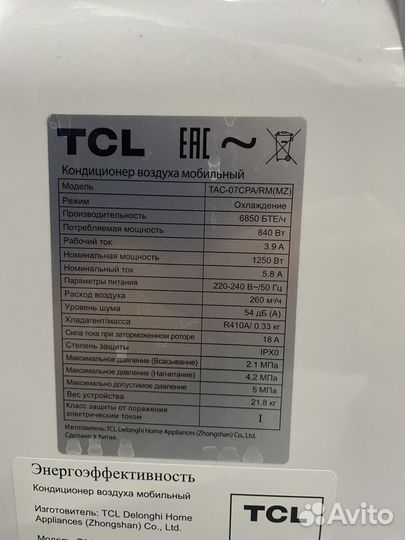 TCL EAC
Кондиционер воздуха мобильный
Модель TAC-07CPA/RM(MZ)
Режим Охлаждение
Производительность 6850 БТЕ/ч
Потребляемая мощность 840 Вт
Рабочий ток 3.9 А
Номинальная мощность 1250 Вт
Номинальный ток 5.8 А
Параметры питания 220-240 В~/50 Гц
Расход воздуха 260 м³/ч
Уровень шума 54 дБ (А)
Хладагент/масса R410A/ 0.33 кг
Сила тока при заторможенном роторе 18 А
Степень защиты IPX0
Максимальное давление (Всасывание) 2.1 МПа
Максимальное давление (Нагнетание) 4.2 МПа
Максимально допустимое давление 5 МПа
Вес устройства 21.8 кг
Класс защиты от поражения
электрическим током I
Изготовитель: TCL Delonghi Home Appliances (Zhongshan) Co., Ltd.
Сделано в Китае.
Энергоэффективность
Кондиционер воздуха мобильный
Изготовитель: TCL Delonghi Home
Appliances (Zhongshan) Co., Ltd.
TCL
Avito